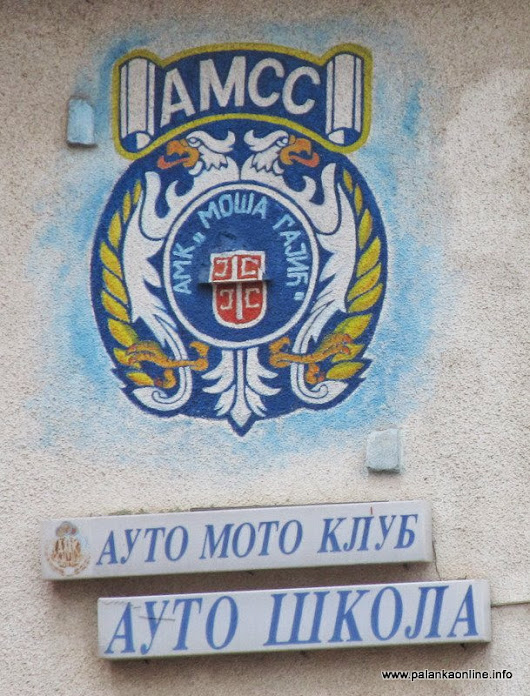 АМСС
АМК „МОША ГАЈИЋ"
С С
С С
АУТО МОТО КЛУБ
АУТО ШКОЛА
www.palankaonline.info